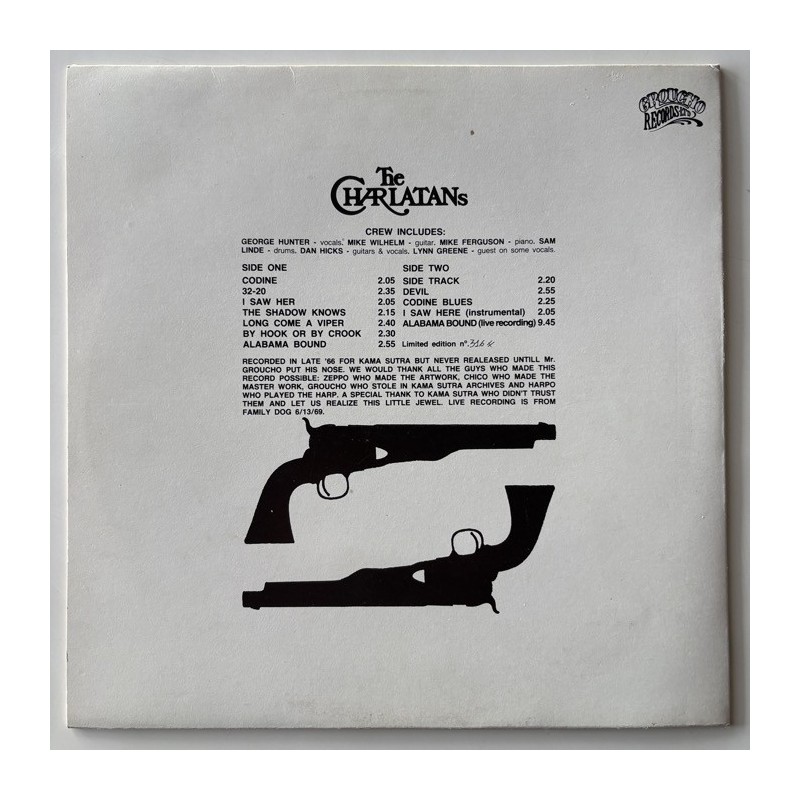 GROUCHO
RECORDS
The
CHARLATANs
CREW INCLUDES:
GEORGE HUNTER - vocals. MIKE WILHELM - guitar. MIKE FERGUSON - piano. SAM
LINDE - drums. DAN HICKS - guitars & vocals. LYNN GREENE - guest on some vocals.
SIDE ONE
CODINE 2.05
32-20 2.35
I SAW HER 2.05
THE SHADOW KNOWS 2.15
LONG COME A VIPER 2.40
BY HOOK OR BY CROOK 2.30
ALABAMA BOUND 2.55
SIDE TWO
SIDE TRACK 2.20
DEVIL 2.55
CODINE BLUES 2.25
I SAW HERE (instrumental) 2.05
ALABAMA BOUND (live recording) 9.45
Limited edition n°.
RECORDED IN LATE '66 FOR KAMA SUTRA BUT NEVER REALEASED UNTILL Mr.
GROUCHO PUT HIS NOSE. WE WOULD THANK ALL THE GUYS WHO MADE THIS
RECORD POSSIBLE: ZEPPO WHO MADE THE ARTWORK, CHICO WHO MADE THE
MASTER WORK, GROUCHO WHO STOLE IN KAMA SUTRA ARCHIVES AND HARPO
WHO PLAYED THE HARP. A SPECIAL THANK TO KAMA SUTRA WHO DIDN'T TRUST
THEM AND LET US REALIZE THIS LITTLE JEWEL. LIVE RECORDING IS FROM
FAMILY DOG 6/13/69.